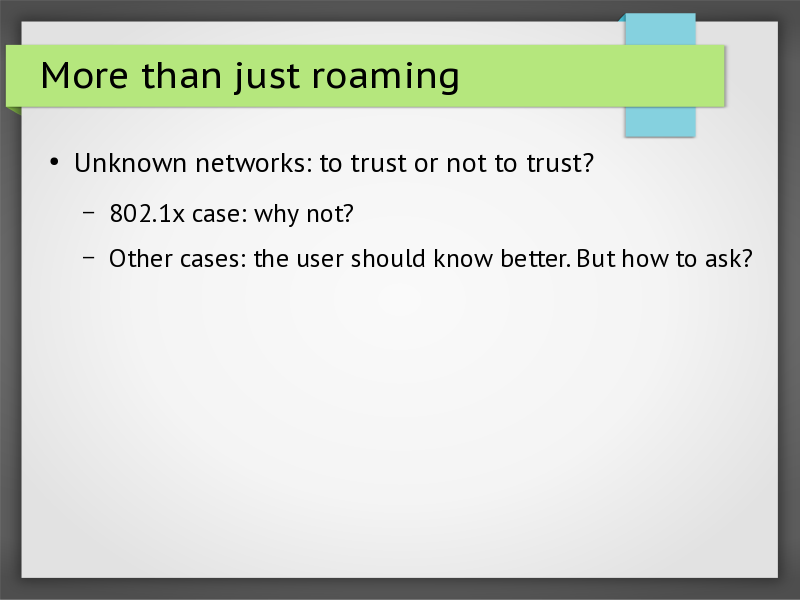 More than just roaming
• Unknown networks: to trust or not to trust?
– 802.1x case: why not?
– Other cases: the user should know better. But how to ask?